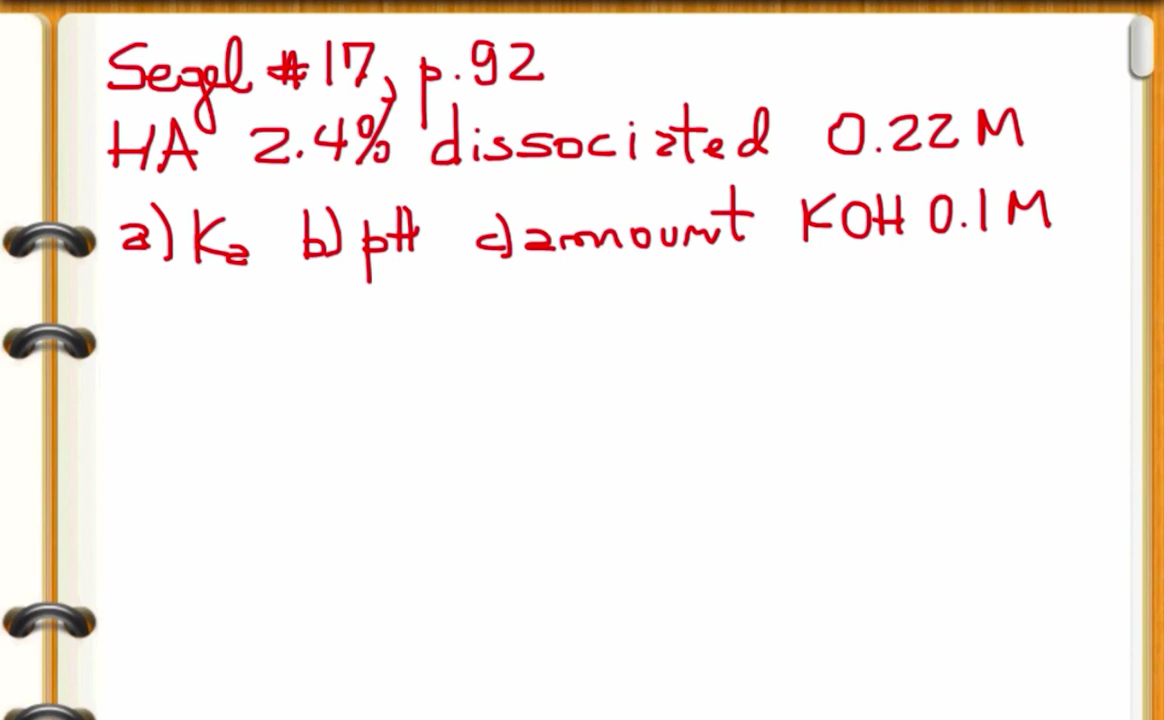 Segel #17, p.92
HA 2.4% dissociated 0.22M
a) Ka b) pH c) amount KOH 0.1M